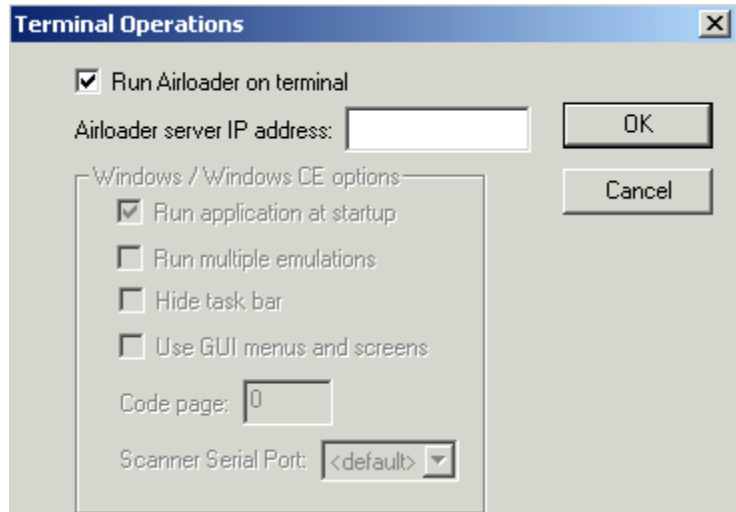 Terminal Operations
Run Airloader on terminal
Airloader server IP address:
OK
Cancel
Windows / Windows CE options
Run application at startup
Run multiple emulations
Hide task bar
Use GUI menus and screens
Code page: 0
Scanner Serial Port: <default>